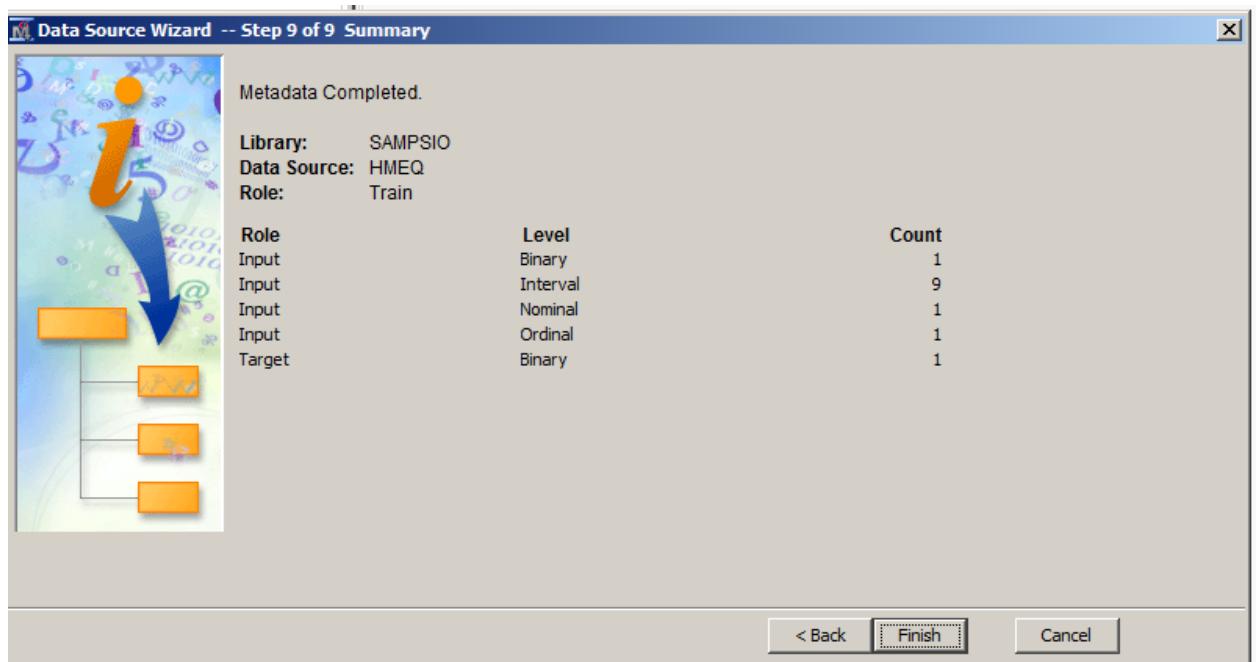 Data Source Wizard -- Step 9 of 9 Summary
Metadata Completed.
Library: SAMPSIO
Data Source: HMEQ
Role: Train
Role Level Count
Input Binary 1
Input Interval 9
Input Nominal 1
Input Ordinal 1
Target Binary 1
< Back Finish Cancel